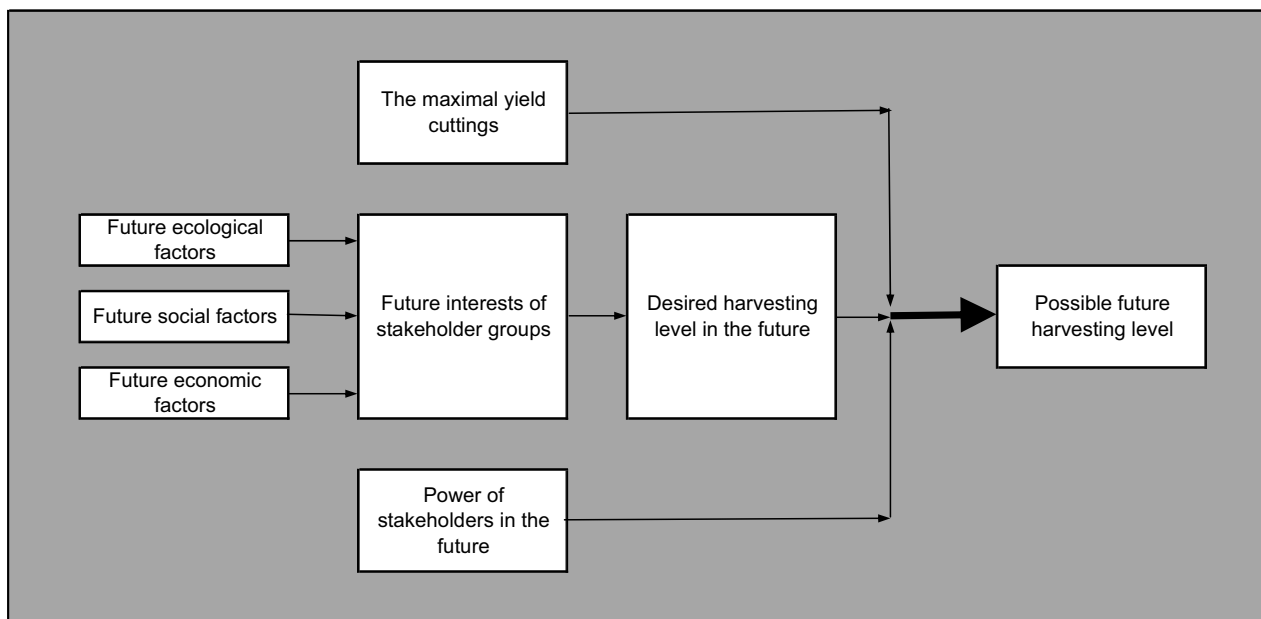 The maximal yield
cuttings
Future ecological
factors
Future social factors
Future economic
factors
Future interests of
stakeholder groups
Desired harvesting
level in the future
Possible future
harvesting level
Power of
stakeholders in the
future